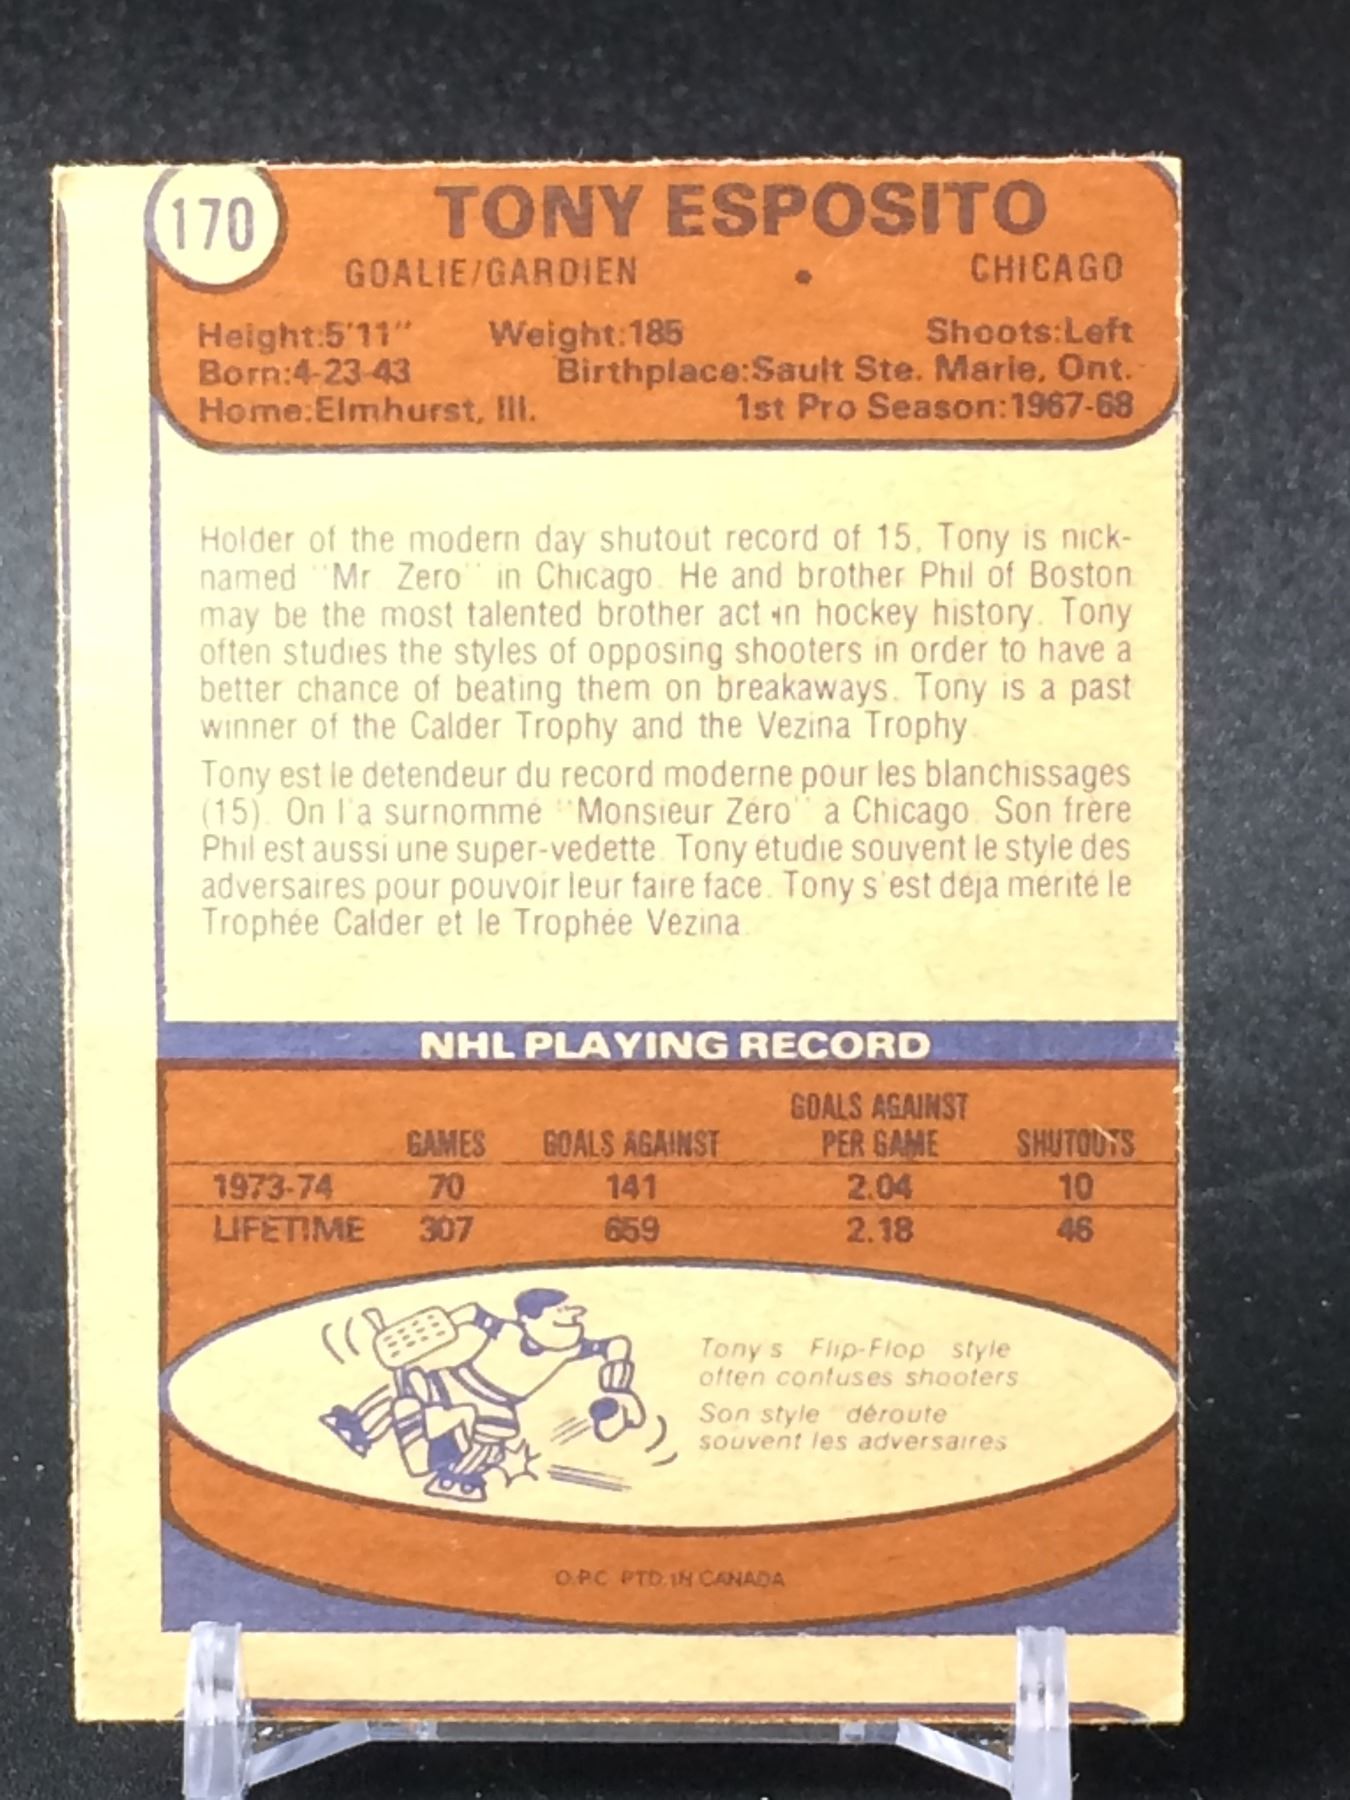 170
TONY ESPOSITO
GOALIE/GARDIEN • CHICAGO
Height:5'11" Weight:185 Shoots:Left
Born:4-23-43 Birthplace:Sault Ste. Marie, Ont.
Home:Elmhurst, Ill. 1st Pro Season:1967-68
Holder of the modern day shutout record of 15, Tony is nick-
named "Mr. Zero" in Chicago. He and brother Phil of Boston
may be the most talented brother act in hockey history. Tony
often studies the styles of opposing shooters in order to have a
better chance of beating them on breakaways. Tony is a past
winner of the Calder Trophy and the Vezina Trophy.
Tony est le detendeur du record moderne pour les blanchissages
(15). On l'a surnommé "Monsieur Zéro" a Chicago. Son frère
Phil est aussi une super-vedette. Tony étudie souvent le style des
adversaires pour pouvoir leur faire face. Tony s'est déja mérité le
Trophée Calder et le Trophée Vézina.
NHL PLAYING RECORD
GOALS AGAINST
GAMES GOALS AGAINST PER GAME SHUTOUTS
1973-74 70 141 2.04 10
LIFETIME 307 659 2.18 46
Tony's Flip-Flop style
often confuses shooters
Son style déroute
souvent les adversaires
O.P.C. PTD. IN CANADA